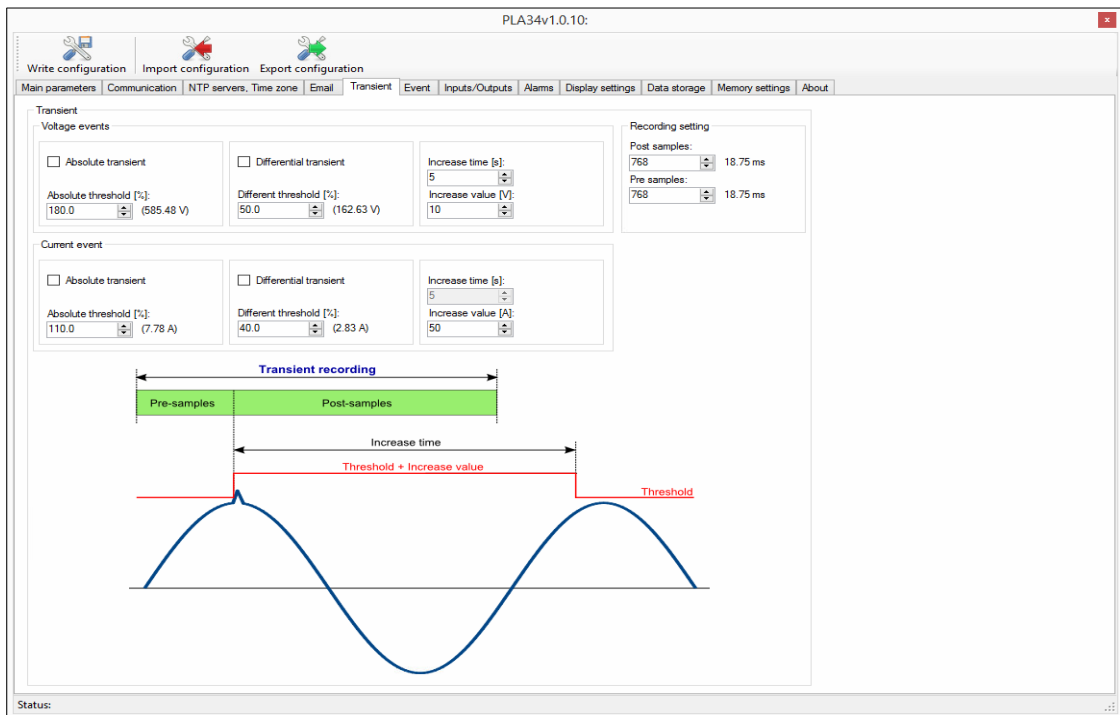 PLA34v1.0.10:
x
Write configuration Import configuration Export configuration
Main parameters Communication NTP servers, Time zone Email Transient Event Inputs/Outputs Alarms Display settings Data storage Memory settings About
Transient
Voltage events
Absolute transient
Absolute threshold [%]:
180.0 (585.48 V)
Differential transient
Different threshold [%]:
50.0 (162.63 V)
Increase time [s]:
5
Increase value [V]:
10
Recording setting
Post samples:
768 18.75 ms
Pre samples:
768 18.75 ms
Current event
Absolute transient
Absolute threshold [%]:
110.0 (7.78 A)
Differential transient
Different threshold [%]:
40.0 (2.83 A)
Increase time [s]:
5
Increase value [A]:
50
Transient recording
Pre-samples Post-samples
Increase time
Threshold + Increase value
Threshold
Status: